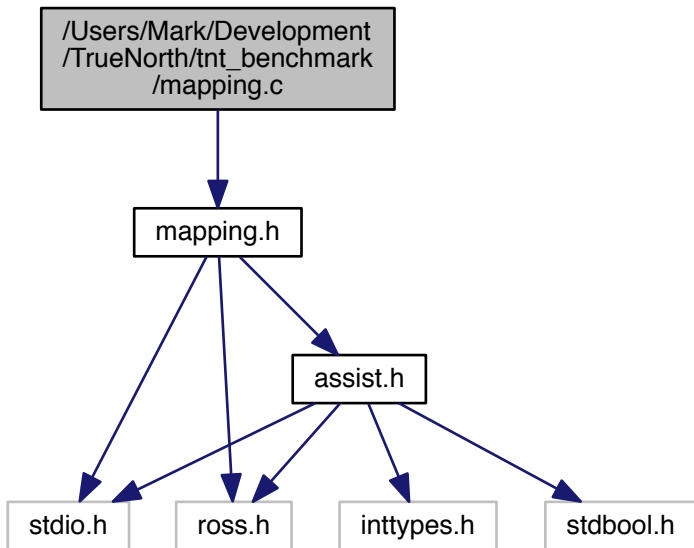 /Users/Mark/Development
/TrueNorth/tnt_benchmark
/mapping.c
mapping.h
assist.h
stdio.h
ross.h
inttypes.h
stdbool.h